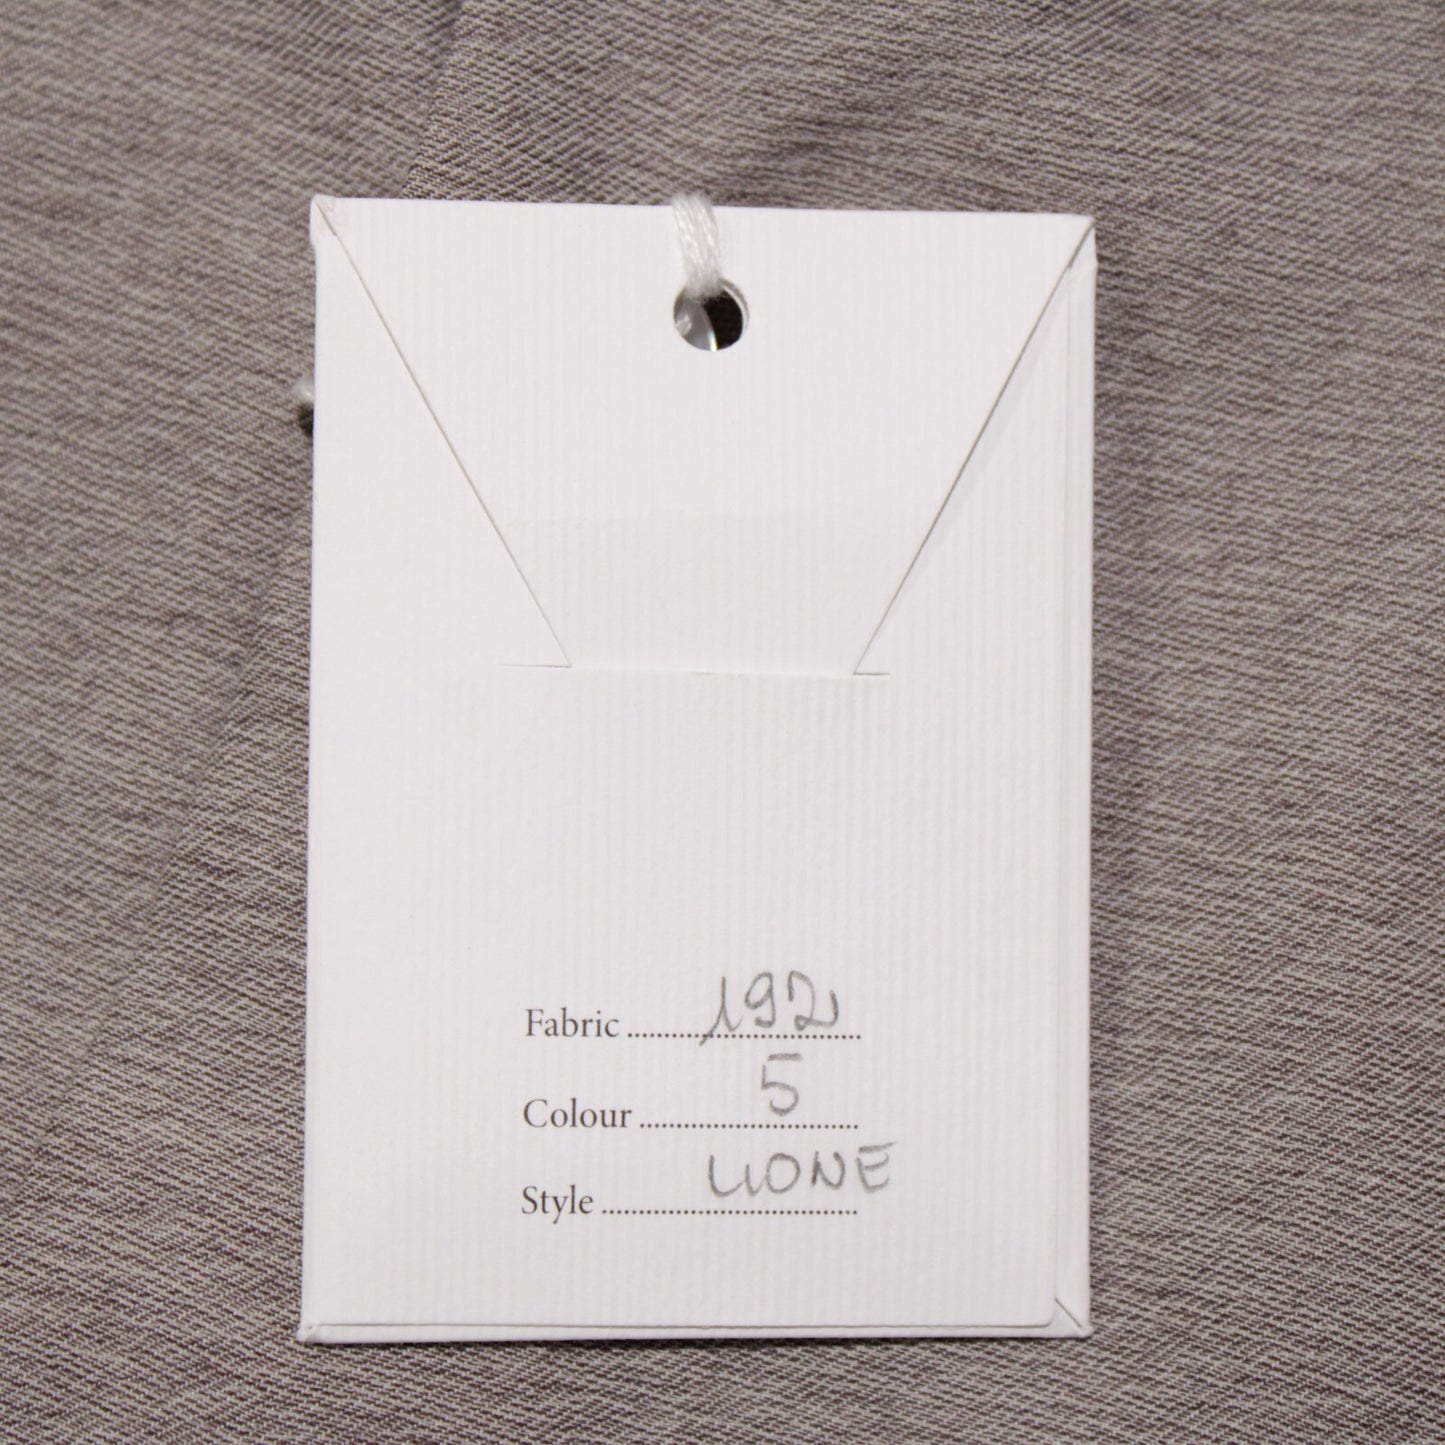 Fabric ........ 192
Colour ........ 5
Style ........ LIONE